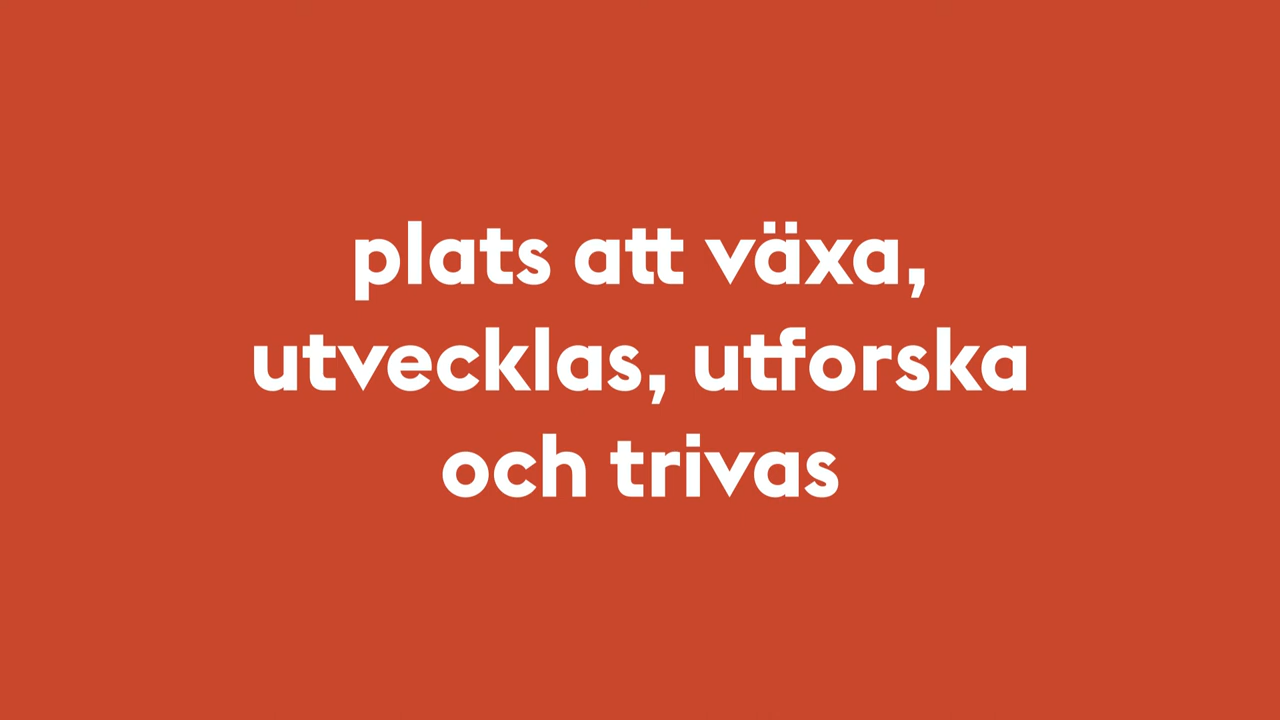 plats att växa,
utvecklas, utforska
och trivas